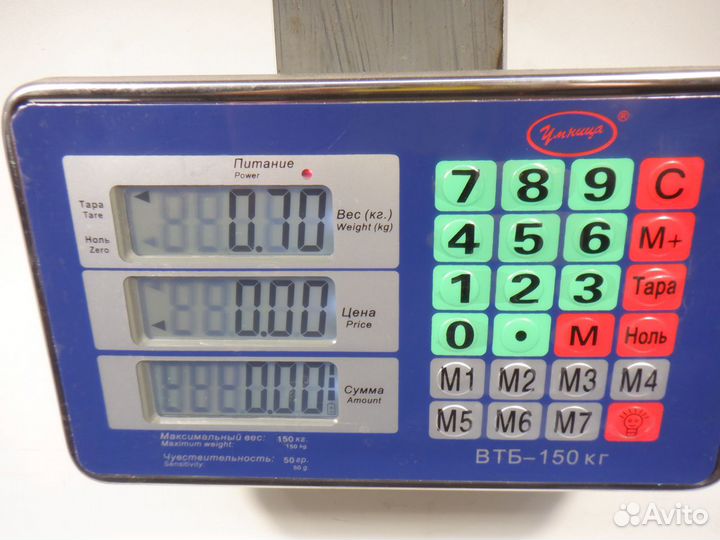 Умница ®
Питание
Power
Тара
Tare
Ноль
Zero
0.70
Вес (кг.)
Weight (kg)
0.00
Цена
Price
0.00
Сумма
Amount
Максимальный вес: 150 кг.
Maximum weight: 150 kg
Чувствительность: 50 гр.
Sensitivity: 50 g
7 8 9 C
4 5 6 M+
1 2 3 Тара
0 • M Ноль
M1 M2 M3 M4
M5 M6 M7
ВТБ-150 кг
Avito